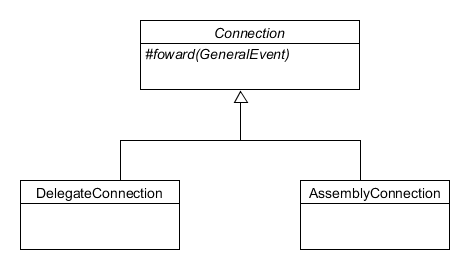 Connection
#foward(GeneralEvent)
DelegateConnection
AssemblyConnection